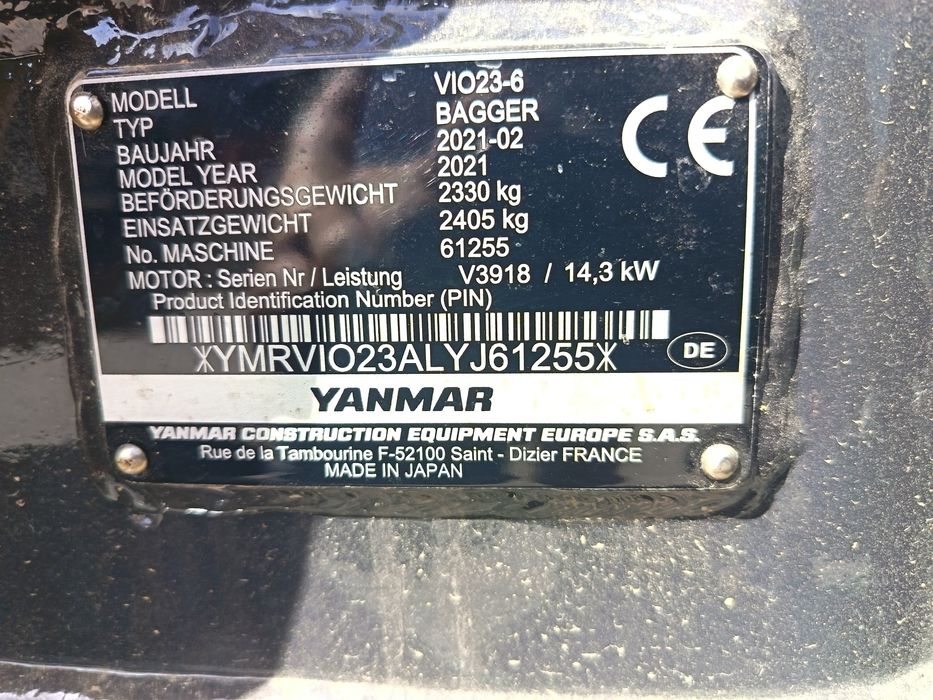 MODELL VIO23-6
TYP BAGGER
BAUJAHR 2021-02
MODEL YEAR 2021
BEFÖRDERUNGSGEWICHT 2330 kg
EINSATZGEWICHT 2405 kg
No. MASCHINE 61255
MOTOR : Serien Nr / Leistung V3918 / 14,3 kW
Product Identification Number (PIN)
CE
ӾYMRVIO23ALYJ61255Ӿ
DE
YANMAR
YANMAR CONSTRUCTION EQUIPMENT EUROPE S.A.S.
Rue de la Tambourine F-52100 Saint - Dizier FRANCE
MADE IN JAPAN